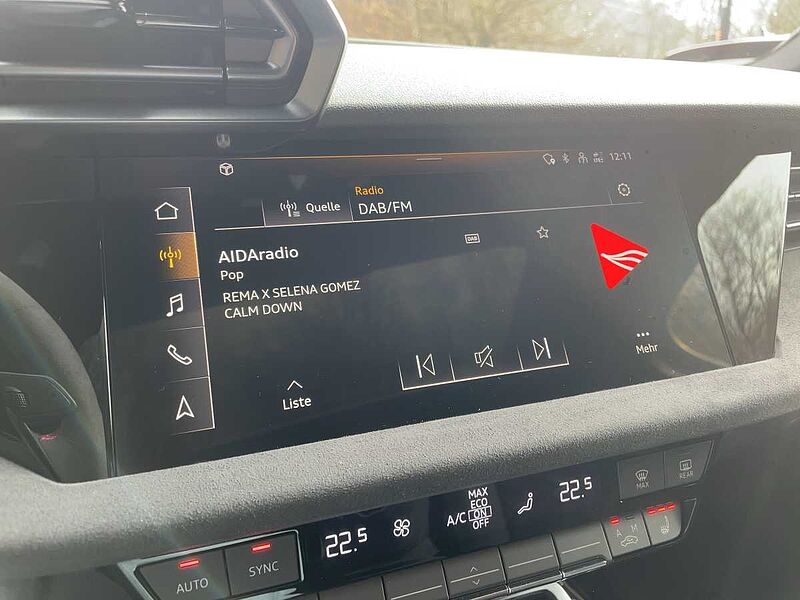 12:11
Radio
Quelle
DAB/FM
AIDAradio
DAB
Pop
REMA X SELENA GOMEZ
CALM DOWN
Mehr
Liste
MAX
ECO
A/C ON
OFF
22.5
22.5
MAX
REAR
AUTO
SYNC
A M